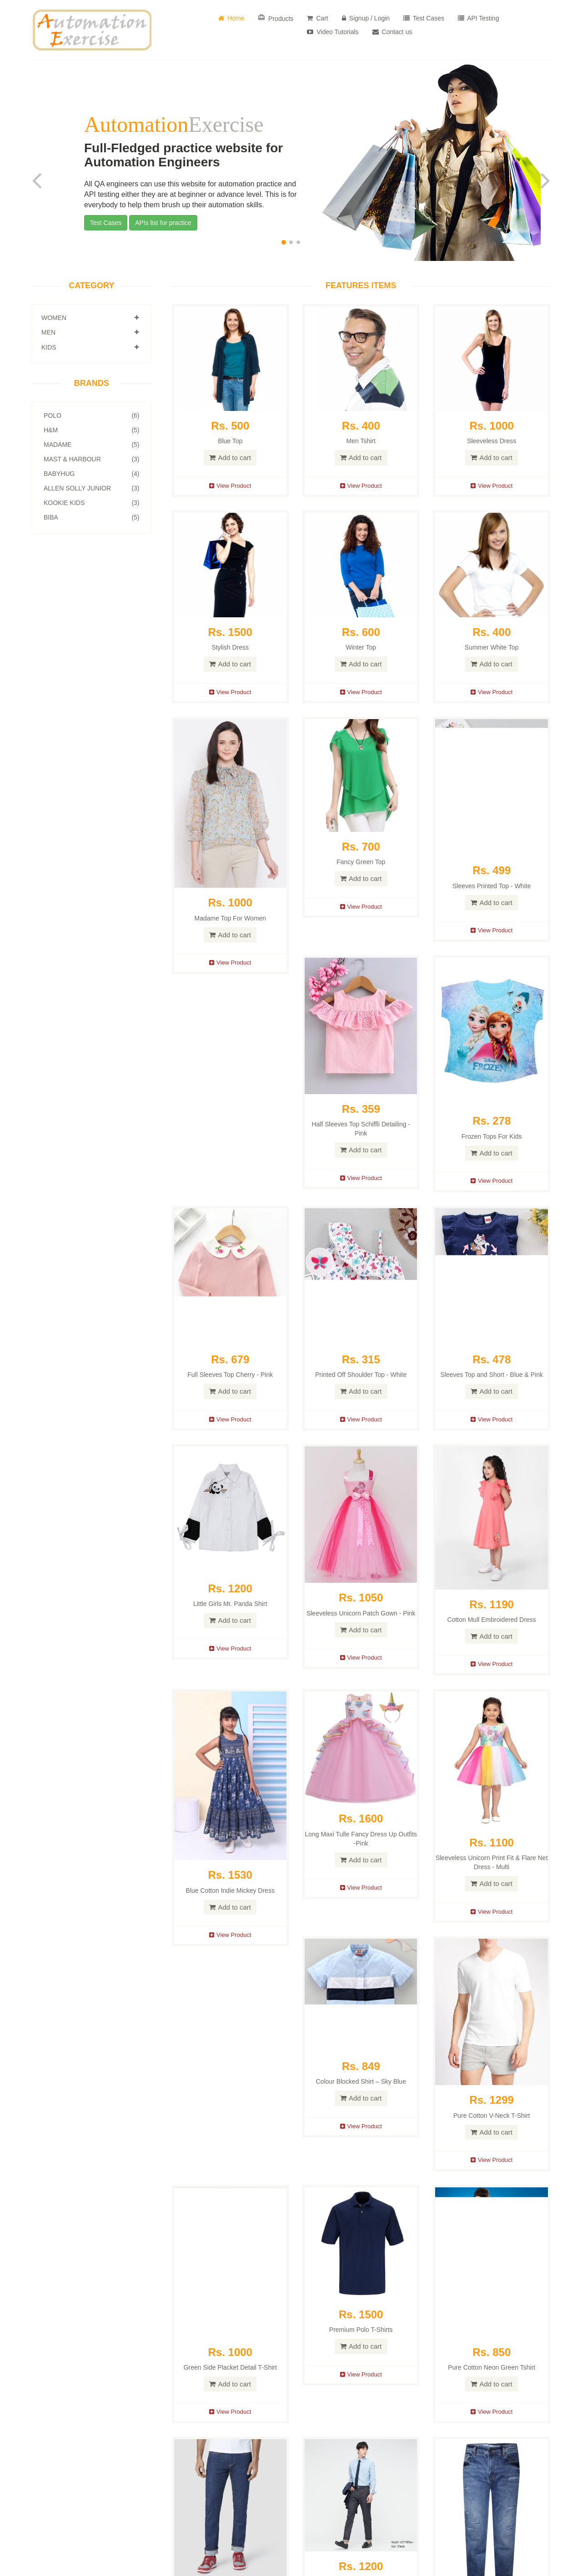 Automation
Exercise
Home
Products
Cart
Signup / Login
Test Cases
API Testing
Video Tutorials
Contact us
AutomationExercise
Full-Fledged practice website for
Automation Engineers
All QA engineers can use this website for automation practice and
API testing either they are at beginner or advance level. This is for
everybody to help them brush up their automation skills.
Test Cases
APIs list for practice
CATEGORY
WOMEN
MEN
KIDS
BRANDS
POLO (6)
H&M (5)
MADAME (5)
MAST & HARBOUR (3)
BABYHUG (4)
ALLEN SOLLY JUNIOR (3)
KOOKIE KIDS (3)
BIBA (5)
FEATURES ITEMS
Rs. 500
Blue Top
Add to cart
View Product
Rs. 400
Men Tshirt
Add to cart
View Product
Rs. 1000
Sleeveless Dress
Add to cart
View Product
Rs. 1500
Stylish Dress
Add to cart
View Product
Rs. 600
Winter Top
Add to cart
View Product
Rs. 400
Summer White Top
Add to cart
View Product
Rs. 1000
Madame Top For Women
Add to cart
View Product
Rs. 700
Fancy Green Top
Add to cart
View Product
Rs. 499
Sleeves Printed Top - White
Add to cart
View Product
Rs. 359
Half Sleeves Top Schiffli Detailing -
Pink
Add to cart
View Product
FROZEN
Rs. 278
Frozen Tops For Kids
Add to cart
View Product
Rs. 679
Full Sleeves Top Cherry - Pink
Add to cart
View Product
Rs. 315
Printed Off Shoulder Top - White
Add to cart
View Product
Rs. 478
Sleeves Top and Short - Blue & Pink
Add to cart
View Product
Rs. 1200
Little Girls Mr. Panda Shirt
Add to cart
View Product
Rs. 1050
Sleeveless Unicorn Patch Gown - Pink
Add to cart
View Product
Rs. 1190
Cotton Mull Embroidered Dress
Add to cart
View Product
Rs. 1530
Blue Cotton Indie Mickey Dress
Add to cart
View Product
Rs. 1600
Long Maxi Tulle Fancy Dress Up Outfits
-Pink
Add to cart
View Product
Rs. 1100
Sleeveless Unicorn Print Fit & Flare Net
Dress - Multi
Add to cart
View Product
Rs. 849
Colour Blocked Shirt – Sky Blue
Add to cart
View Product
Rs. 1299
Pure Cotton V-Neck T-Shirt
Add to cart
View Product
Rs. 1000
Green Side Placket Detail T-Shirt
Add to cart
View Product
Rs. 1500
Premium Polo T-Shirts
Add to cart
View Product
Rs. 850
Pure Cotton Neon Green Tshirt
Add to cart
View Product
Rs. 1200